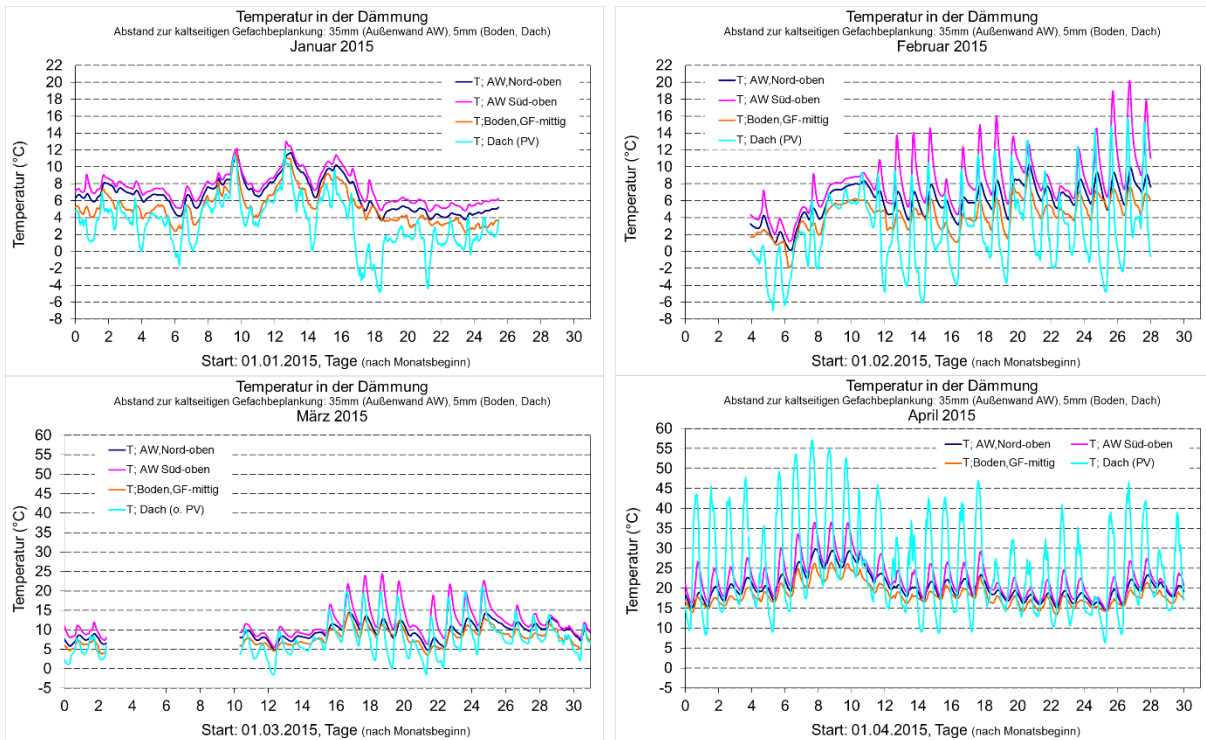 Temperatur in der Dämmung
Abstand zur kaltseitigen Gefachbeplankung: 35mm (Außenwand AW), 5mm (Boden, Dach)
Januar 2015
Temperatur (°C)
22
20
18
16
14
12
10
8
6
4
2
0
-2
-4
-6
-8
T; AW,Nord-oben
T; AW Süd-oben
T;Boden,GF-mittig
T; Dach (PV)
0 2 4 6 8 10 12 14 16 18 20 22 24 26 28 30
Start: 01.01.2015, Tage (nach Monatsbeginn)
Temperatur in der Dämmung
Abstand zur kaltseitigen Gefachbeplankung: 35mm (Außenwand AW), 5mm (Boden, Dach)
Februar 2015
Temperatur (°C)
22
20
18
16
14
12
10
8
6
4
2
0
-2
-4
-6
-8
T; AW,Nord-oben
T; AW Süd-oben
T;Boden,GF-mittig
T; Dach (PV)
0 2 4 6 8 10 12 14 16 18 20 22 24 26 28 30
Start: 01.02.2015, Tage (nach Monatsbeginn)
Temperatur in der Dämmung
Abstand zur kaltseitigen Gefachbeplankung: 35mm (Außenwand AW), 5mm (Boden, Dach)
März 2015
Temperatur (°C)
60
55
50
45
40
35
30
25
20
15
10
5
0
-5
T; AW,Nord-oben
T; AW Süd-oben
T;Boden,GF-mittig
T; Dach (o. PV)
0 2 4 6 8 10 12 14 16 18 20 22 24 26 28 30
Start: 01.03.2015, Tage (nach Monatsbeginn)
Temperatur in der Dämmung
Abstand zur kaltseitigen Gefachbeplankung: 35mm (Außenwand AW), 5mm (Boden, Dach)
April 2015
Temperatur (°C)
60
55
50
45
40
35
30
25
20
15
10
5
0
-5
T; AW,Nord-oben T; AW Süd-oben
T;Boden,GF-mittig T; Dach (PV)
0 2 4 6 8 10 12 14 16 18 20 22 24 26 28 30
Start: 01.04.2015, Tage (nach Monatsbeginn)